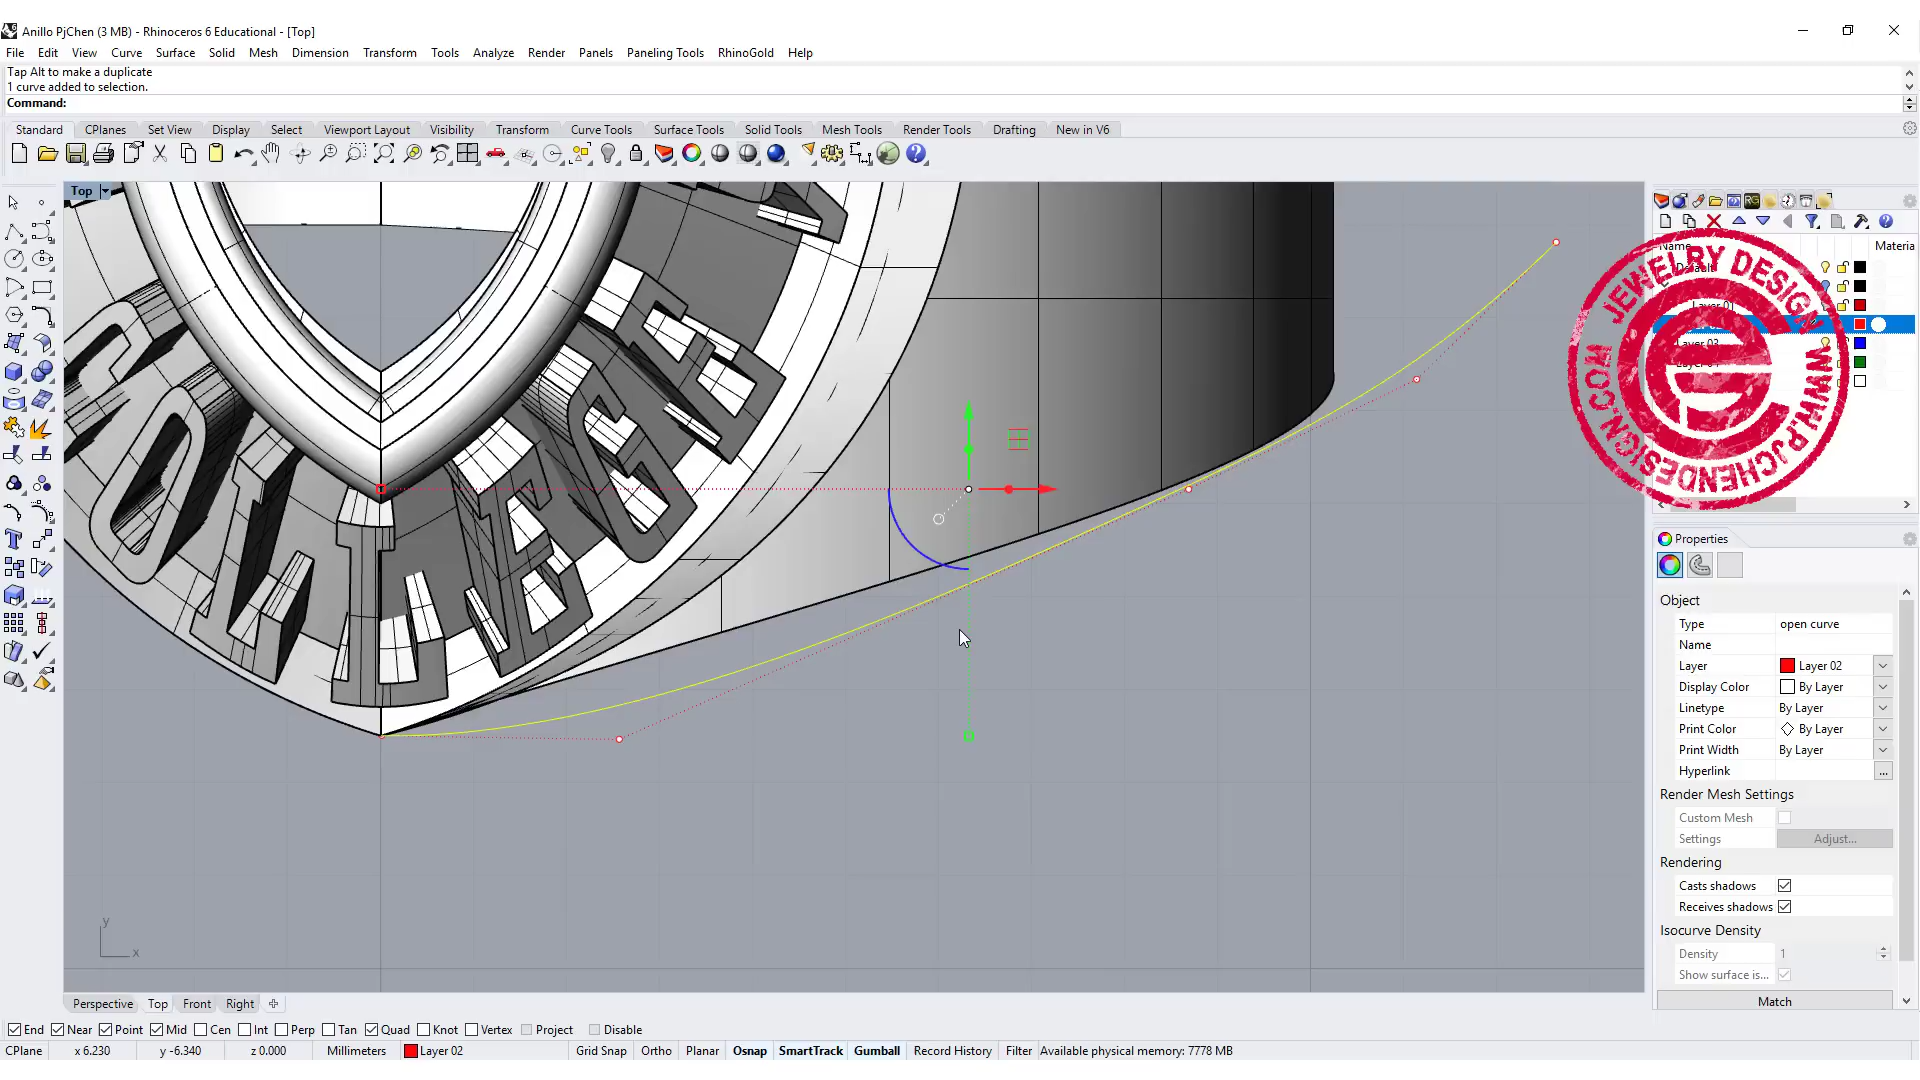 Anillo PjChen (3 MB) - Rhinoceros 6 Educational - [Top]
File Edit View Curve Surface Solid Mesh Dimension Transform Tools Analyze Render Panels Paneling Tools RhinoGold Help
Tap Alt to make a duplicate
1 curve added to selection.
Command:
Standard CPlanes Set View Display Select Viewport Layout Visibility Transform Curve Tools Surface Tools Solid Tools Mesh Tools Render Tools Drafting New in V6
Top
COLLEGE
Name Materia
Default
Layer 01
Layer 03
JEWELRY DESIGN
WWW.PJCHENDESIGN.COM
Properties
Object
Type open curve
Name
Layer Layer 02
Display Color By Layer
Linetype By Layer
Print Color By Layer
Print Width By Layer
Hyperlink ...
Render Mesh Settings
Custom Mesh
Settings Adjust...
Rendering
Casts shadows
Receives shadows
Isocurve Density
Density 1
Show surface is...
Match
y
x
Perspective Top Front Right
End Near Point Mid Cen Int Perp Tan Quad Knot Vertex Project Disable
CPlane x 6.230 y -6.340 z 0.000 Millimeters Layer 02 Grid Snap Ortho Planar Osnap SmartTrack Gumball Record History Filter Available physical memory: 7778 MB